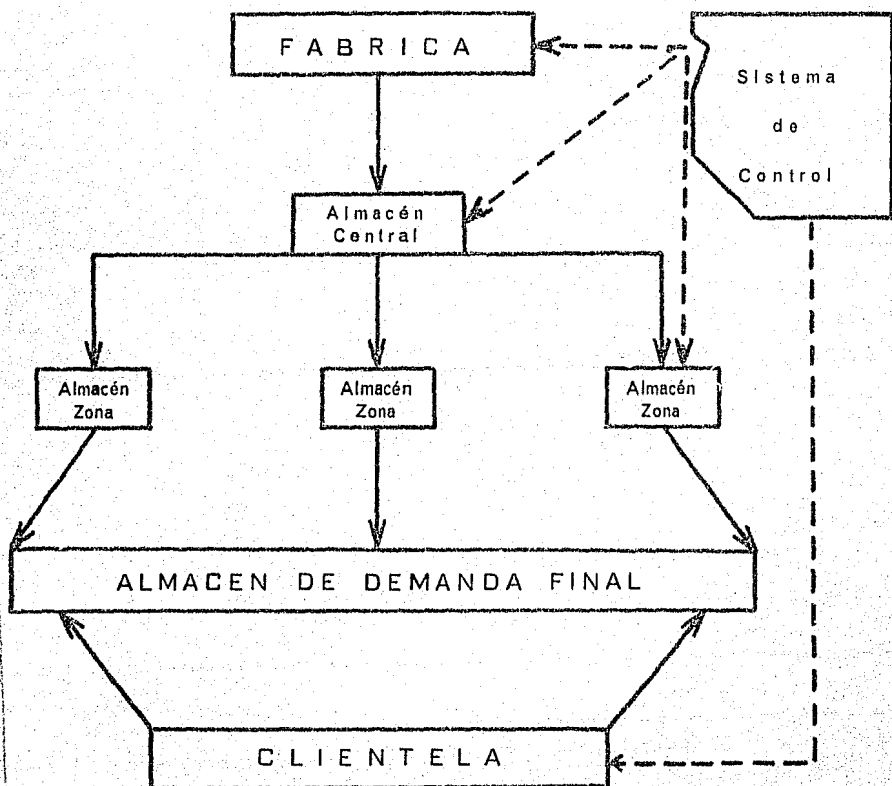 FABRICA
Sistema
de
Control
Almacén
Central
Almacén
Zona
Almacén
Zona
Almacén
Zona
ALMACEN DE DEMANDA FINAL
CLIENTELA